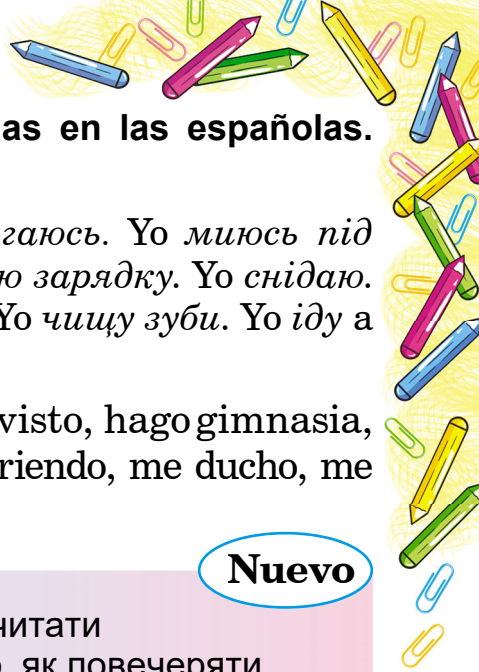 as en las españolas.
гаюсь. Yo миюсь під
ю зарядку. Yo снідаю.
Yo чищу зуби. Yo іду a
visto, hago gimnasia,
riendo, me ducho, me
Nuevo
читати
як повечеряти